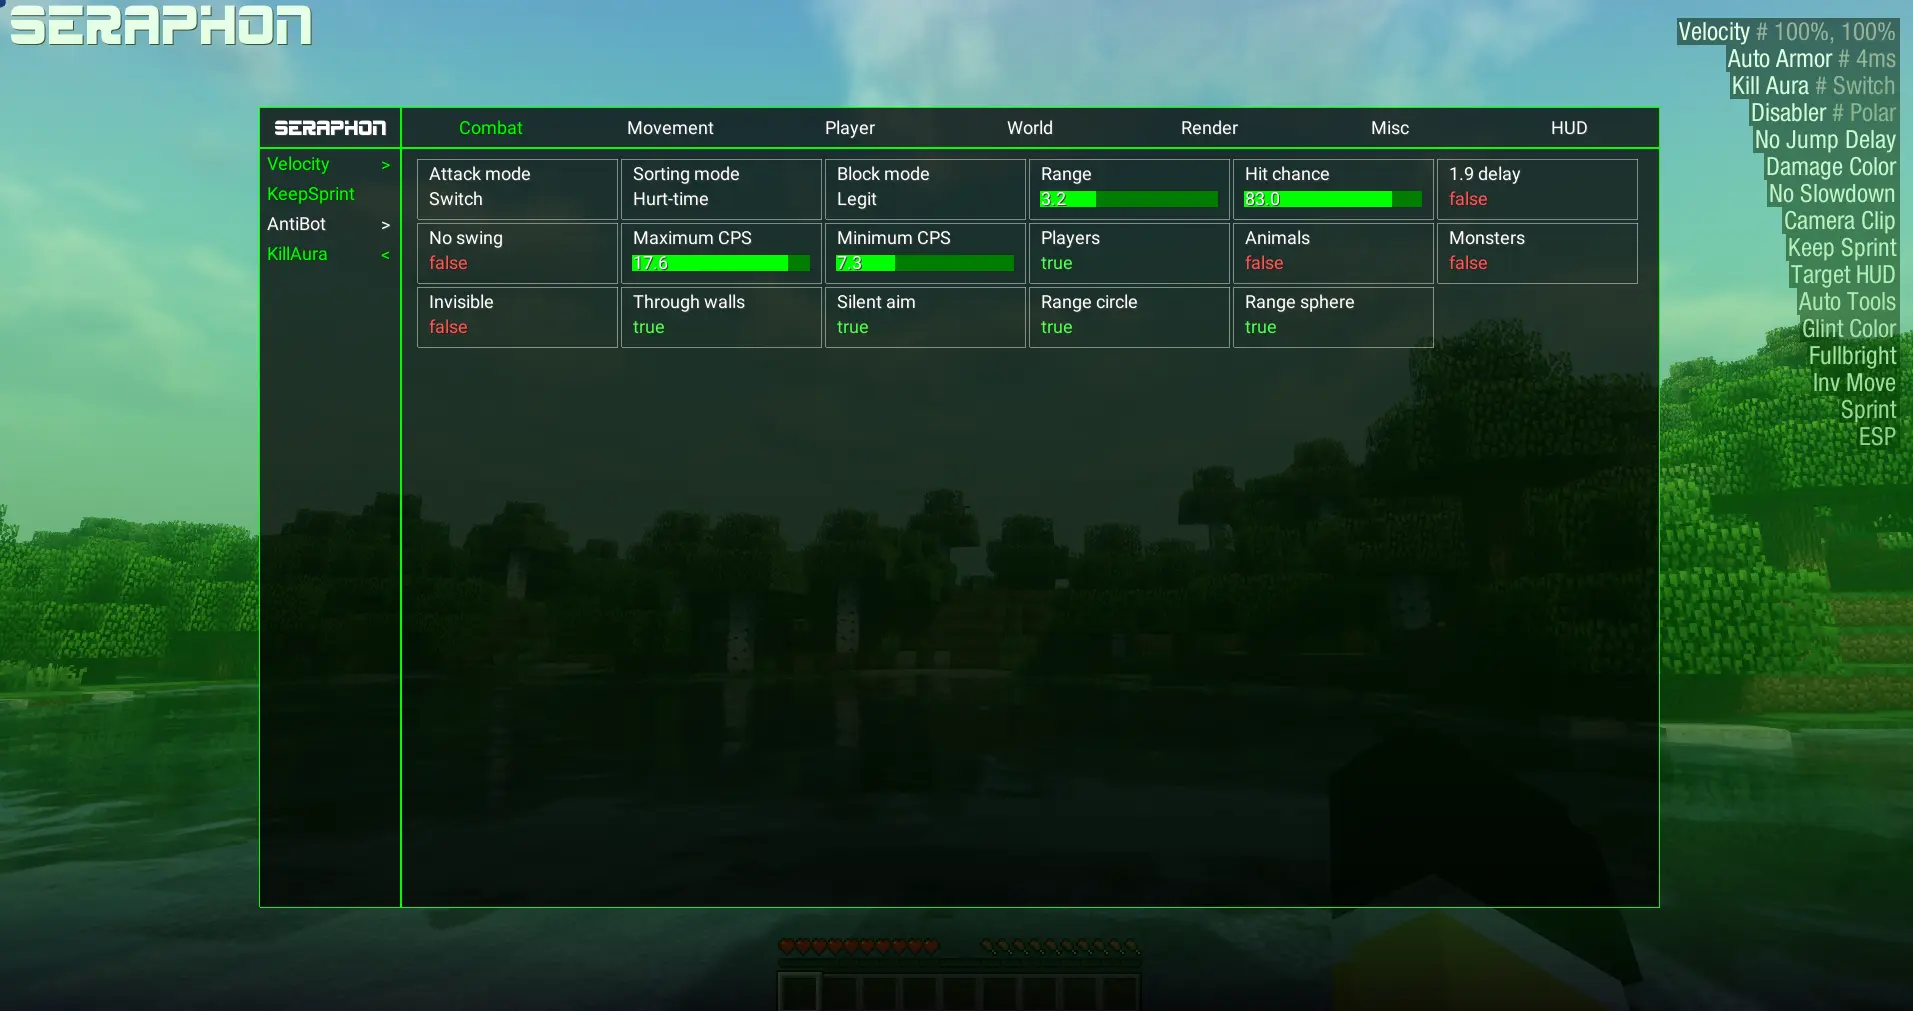 SERAPHON
Velocity # 100%, 100%
Auto Armor # 4ms
Kill Aura # Switch
Disabler # Polar
No Jump Delay
Damage Color
No Slowdown
Camera Clip
Keep Sprint
Target HUD
Auto Tools
Glint Color
Fullbright
Inv Move
Sprint
ESP
SERAPHON
Combat Movement Player World Render Misc HUD
Velocity >
KeepSprint
AntiBot >
KillAura <
Attack mode
Switch
Sorting mode
Hurt-time
Block mode
Legit
Range
3.2
Hit chance
83.0
1.9 delay
false
No swing
false
Maximum CPS
17.6
Minimum CPS
7.3
Players
true
Animals
false
Monsters
false
Invisible
false
Through walls
true
Silent aim
true
Range circle
true
Range sphere
true